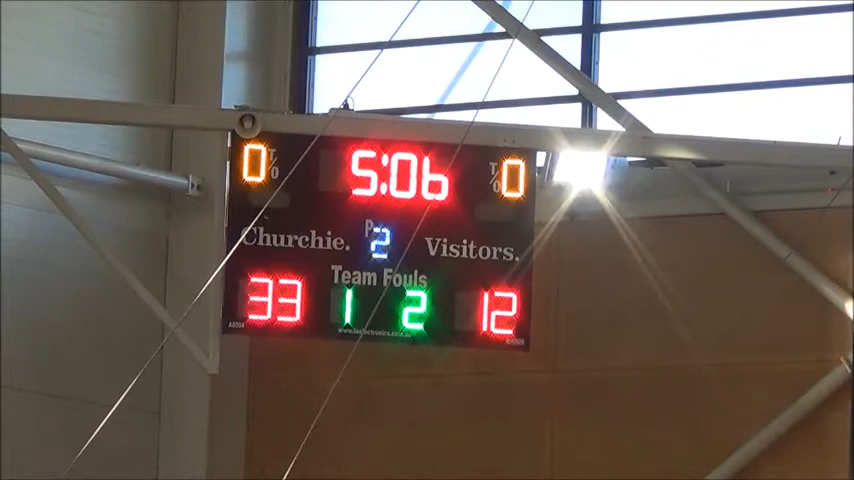 0 T/O 5:06 T/O 0
P
2
Churchie. Visitors.
Team Fouls
33 1 2 12